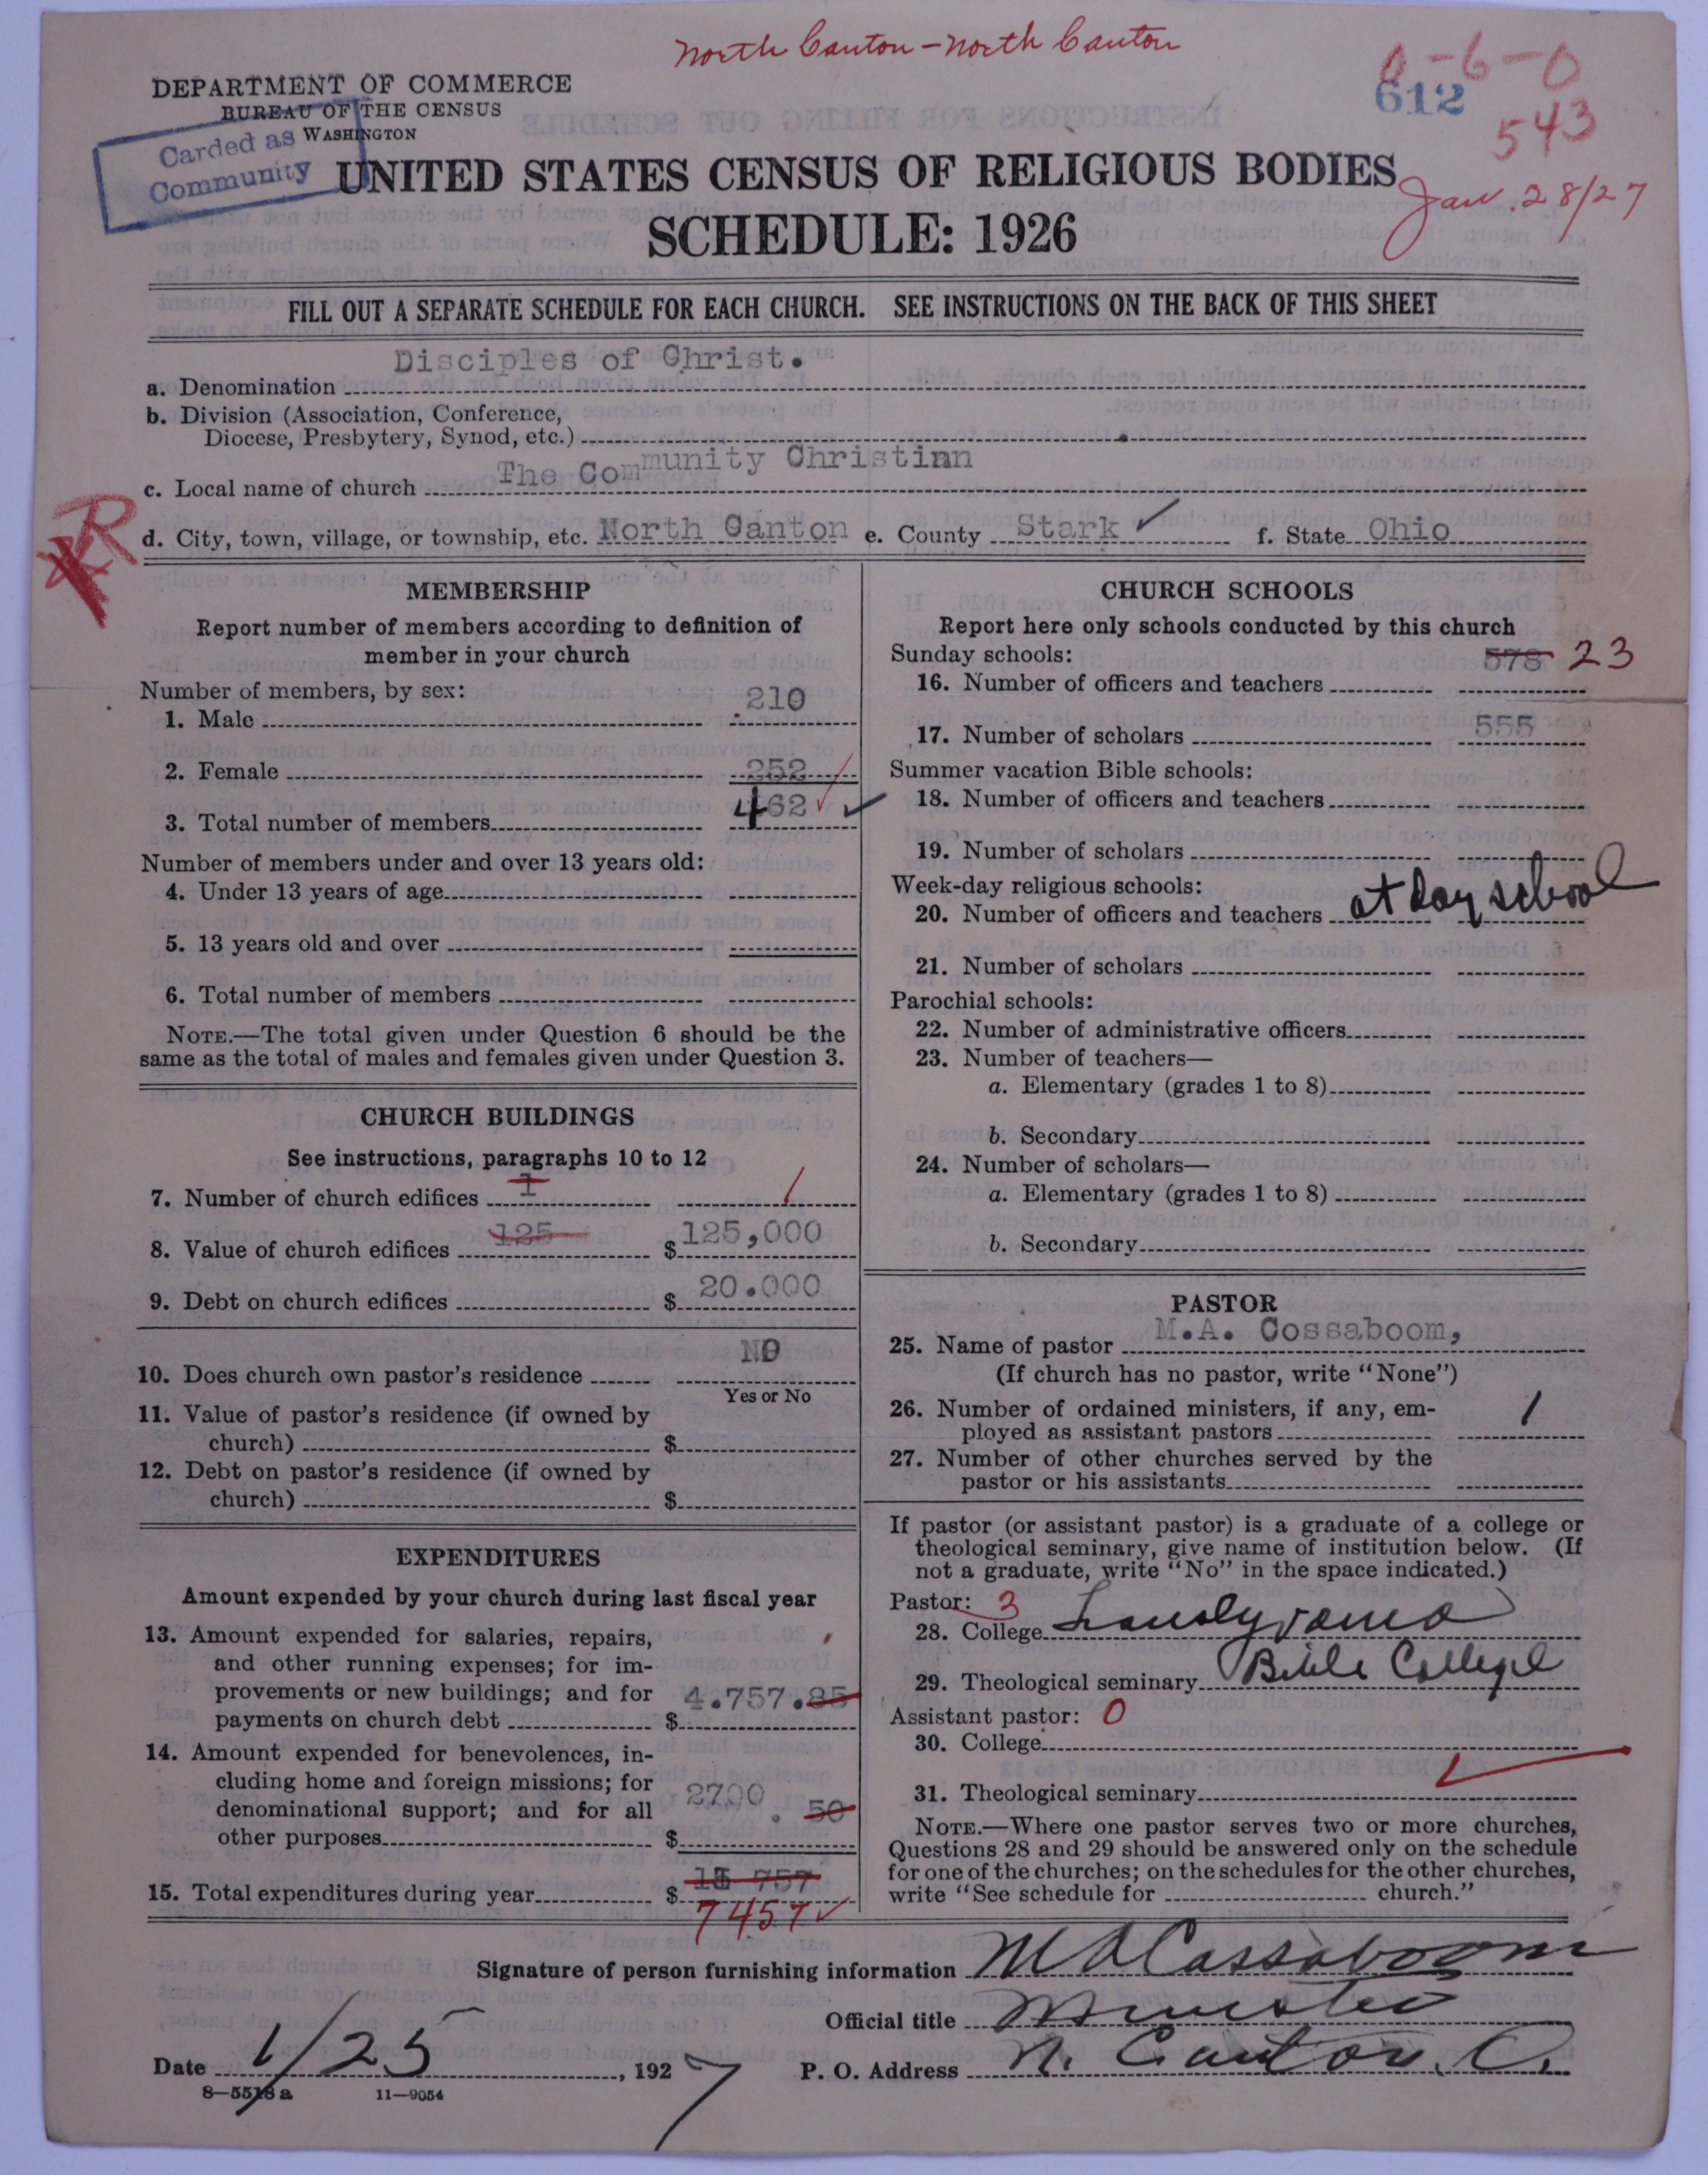 North Canton - North Canton
0-6-0
612
543
DEPARTMENT OF COMMERCE
BUREAU OF THE CENSUS
WASHINGTON
Carded as
Community
UNITED STATES CENSUS OF RELIGIOUS BODIES
Jan. 28/27
SCHEDULE: 1926
FILL OUT A SEPARATE SCHEDULE FOR EACH CHURCH. SEE INSTRUCTIONS ON THE BACK OF THIS SHEET
a. Denomination Disciples of Christ.
b. Division (Association, Conference,
Diocese, Presbytery, Synod, etc.)
c. Local name of church The Community Christian
R
d. City, town, village, or township, etc. North Canton e. County Stark ✓ f. State Ohio
MEMBERSHIP
Report number of members according to definition of
member in your church
Number of members, by sex:
1. Male 210
2. Female 252
3. Total number of members 462 ✓ ✓
Number of members under and over 13 years old:
4. Under 13 years of age
5. 13 years old and over
6. Total number of members
NOTE.—The total given under Question 6 should be the
same as the total of males and females given under Question 3.
CHURCH BUILDINGS
See instructions, paragraphs 10 to 12
7. Number of church edifices 1 1
8. Value of church edifices 125 $125,000
9. Debt on church edifices $20.000
10. Does church own pastor's residence NO
Yes or No
11. Value of pastor's residence (if owned by
church) $
12. Debt on pastor's residence (if owned by
church) $
EXPENDITURES
Amount expended by your church during last fiscal year
13. Amount expended for salaries, repairs,
and other running expenses; for im-
provements or new buildings; and for
payments on church debt $4.757.85
14. Amount expended for benevolences, in-
cluding home and foreign missions; for
denominational support; and for all
other purposes $2700.50
15. Total expenditures during year $ 757
7457 ✓
CHURCH SCHOOLS
Report here only schools conducted by this church
Sunday schools:
16. Number of officers and teachers 578 23
17. Number of scholars 555
Summer vacation Bible schools:
18. Number of officers and teachers
19. Number of scholars
Week-day religious schools:
20. Number of officers and teachers at day school
21. Number of scholars
Parochial schools:
22. Number of administrative officers
23. Number of teachers—
a. Elementary (grades 1 to 8)
b. Secondary
24. Number of scholars—
a. Elementary (grades 1 to 8)
b. Secondary
PASTOR
25. Name of pastor M.A. Cossaboom,
(If church has no pastor, write "None")
26. Number of ordained ministers, if any, em-
ployed as assistant pastors 1
27. Number of other churches served by the
pastor or his assistants
If pastor (or assistant pastor) is a graduate of a college or
theological seminary, give name of institution below. (If
not a graduate, write "No" in the space indicated.)
Pastor: 3
28. College
29. Theological seminary Bible College
Assistant pastor: 0
30. College
31. Theological seminary ✓
NOTE.—Where one pastor serves two or more churches,
Questions 28 and 29 should be answered only on the schedule
for one of the churches; on the schedules for the other churches,
write "See schedule for church."
Signature of person furnishing information M A Cossaboom
Official title Minister
Date 1/25, 1927 P. O. Address N. Canton, O.
8—5518 a 11—9054